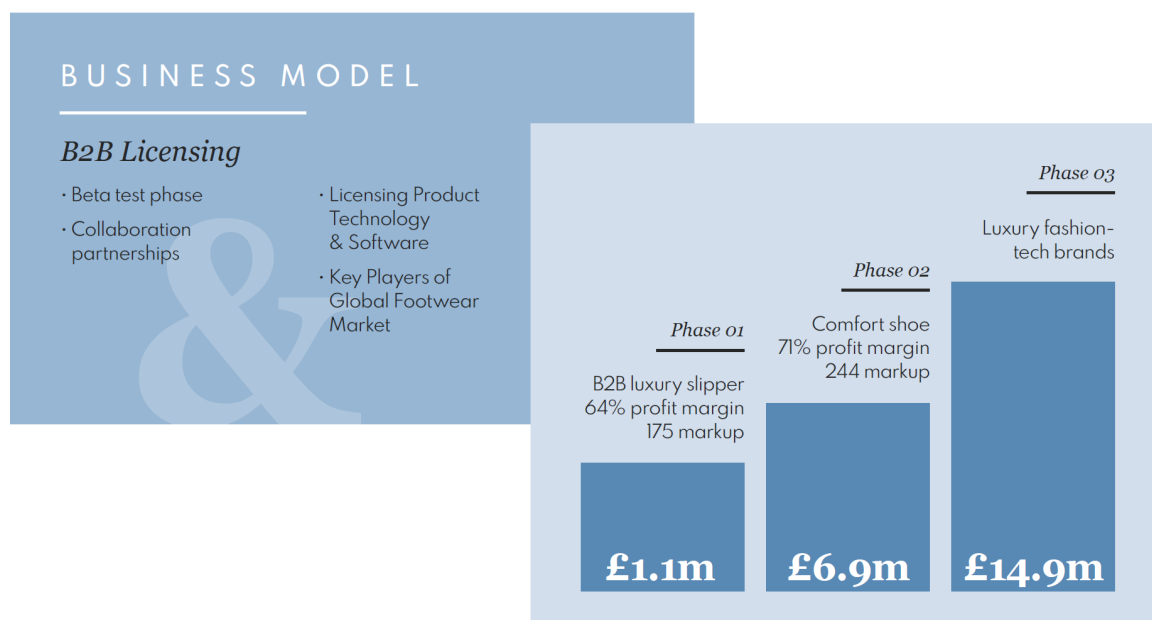 BUSINESS MODEL
B2B Licensing
· Beta test phase
· Collaboration
partnerships
· Licensing Product
Technology
& Software
· Key Players of
Global Footwear
Market
&
Phase 01
B2B luxury slipper
64% profit margin
175 markup
£1.1m
Phase 02
Comfort shoe
71% profit margin
244 markup
£6.9m
Phase 03
Luxury fashion-
tech brands
£14.9m